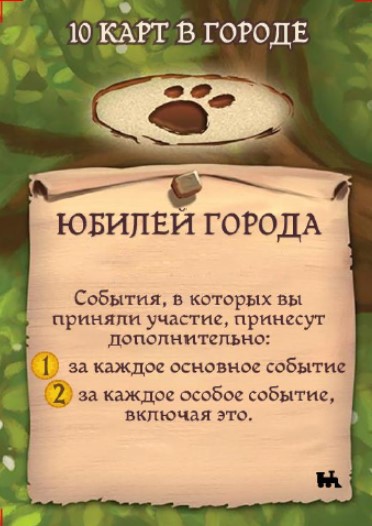 10 КАРТ В ГОРОДЕ
ЮБИЛЕЙ ГОРОДА
События, в которых вы
приняли участие, принесут
дополнительно:
1 за каждое основное событие
2 за каждое особое событие,
включая это.